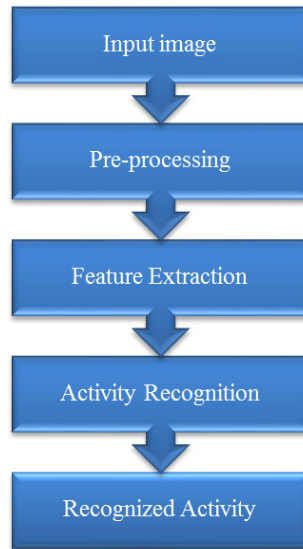 Input image
Pre-processing
Feature Extraction
Activity Recognition
Recognized Activity